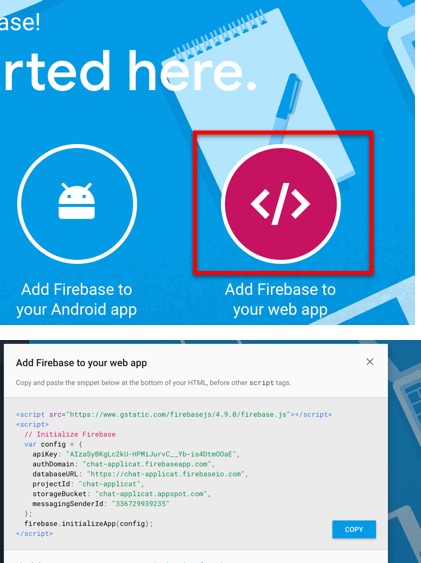 ase!
rted here.
</>
Add Firebase to
your Android app
Add Firebase to
your web app
Add Firebase to your web app
Copy and paste the snippet below at the bottom of your HTML, before other script tags.
<script src="https://www.gstatic.com/firebasejs/4.9.0/firebase.js"></script>
<script>
// Initialize Firebase
var config = {
apiKey: "AIzaSyBKgLc2kU-HPMiJurvC__Yb-is4DtmOOaE",
authDomain: "chat-applicat.firebaseapp.com",
databaseURL: "https://chat-applicat.firebaseio.com",
projectId: "chat-applicat",
storageBucket: "chat-applicat.appspot.com",
messagingSenderId: "336729939235"
};
firebase.initializeApp(config);
</script>
COPY